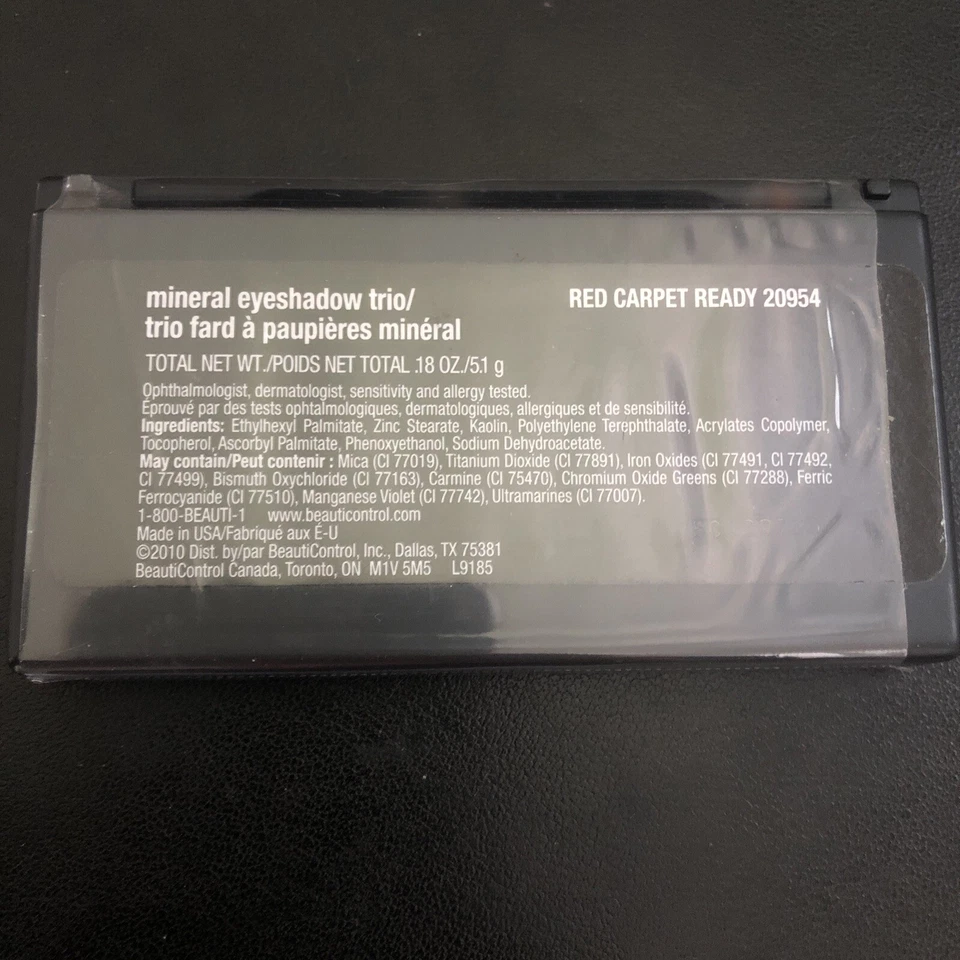 mineral eyeshadow trio/
trio fard à paupières minéral
RED CARPET READY 20954
TOTAL NET WT./POIDS NET TOTAL .18 OZ./5.1 g
Ophthalmologist, dermatologist, sensitivity and allergy tested.
Éprouvé par des tests ophtalmologiques, dermatologiques, allergiques et de sensibilité.
Ingredients: Ethylhexyl Palmitate, Zinc Stearate, Kaolin, Polyethylene Terephthalate, Acrylates Copolymer,
Tocopherol, Ascorbyl Palmitate, Phenoxyethanol, Sodium Dehydroacetate.
May contain/Peut contenir : Mica (CI 77019), Titanium Dioxide (CI 77891), Iron Oxides (CI 77491, CI 77492,
CI 77499), Bismuth Oxychloride (CI 77163), Carmine (CI 75470), Chromium Oxide Greens (CI 77288), Ferric
Ferrocyanide (CI 77510), Manganese Violet (CI 77742), Ultramarines (CI 77007).
1-800-BEAUTI-1 www.beauticontrol.com
Made in USA/Fabriqué aux É-U
©2010 Dist. by/par BeautiControl, Inc., Dallas, TX 75381
BeautiControl Canada, Toronto, ON M1V 5M5 L9185